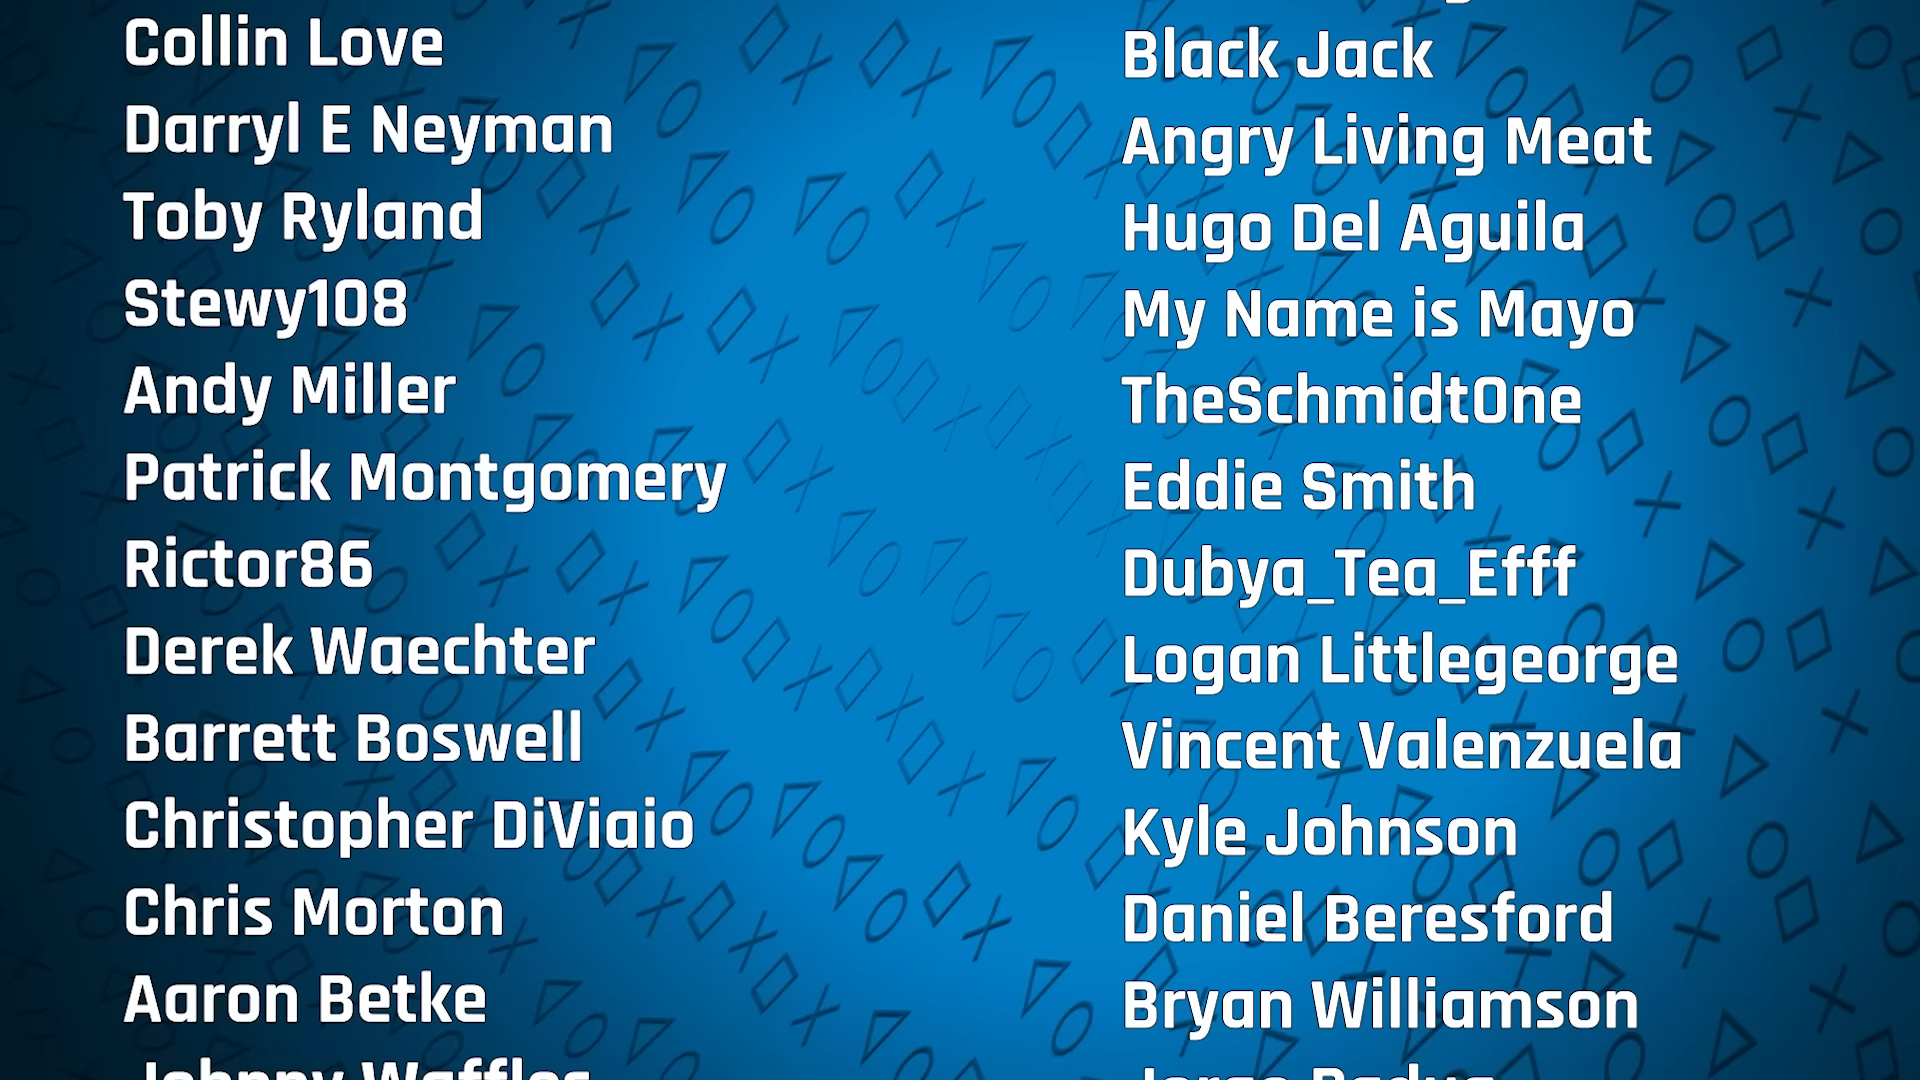 Collin Love
Darryl E Neyman
Toby Ryland
Stewy108
Andy Miller
Patrick Montgomery
Rictor86
Derek Waechter
Barrett Boswell
Christopher DiViaio
Chris Morton
Aaron Betke
Johnny Waffles
Black Jack
Angry Living Meat
Hugo Del Aguila
My Name is Mayo
TheSchmidtOne
Eddie Smith
Dubya_Tea_Efff
Logan Littlegeorge
Vincent Valenzuela
Kyle Johnson
Daniel Beresford
Bryan Williamson